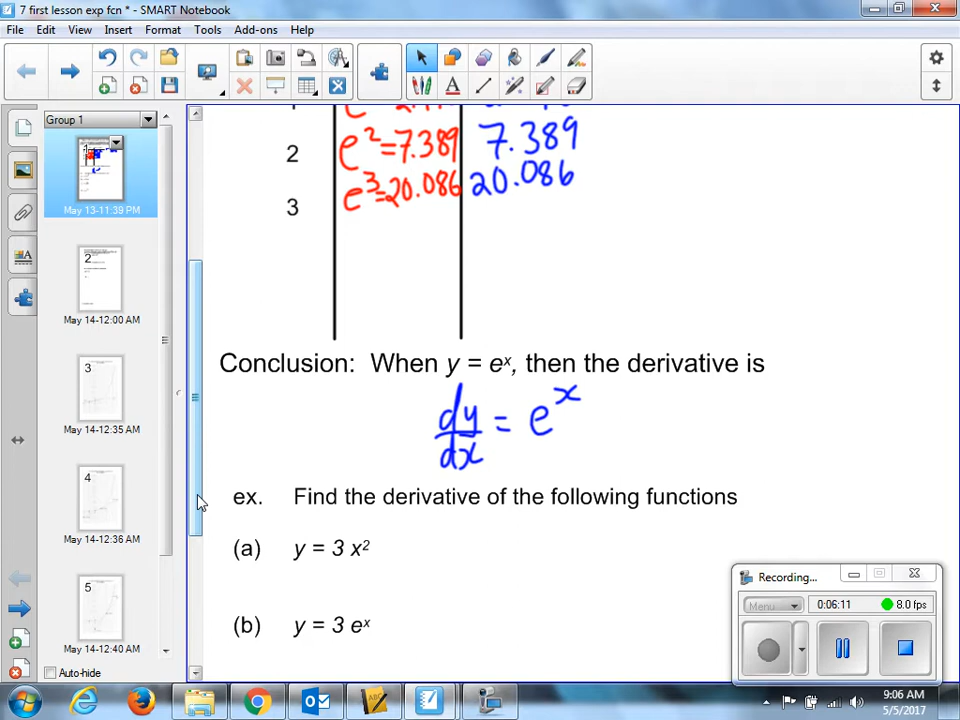 7 first lesson exp fcn * - SMART Notebook
File Edit View Insert Format Tools Add-ons Help
Group 1
1
May 13-11:39 PM
2
May 14-12:00 AM
3
May 14-12:35 AM
4
May 14-12:36 AM
5
May 14-12:40 AM
Auto-hide
2 e² = 7.389 7.389
3 e³ = 20.086 20.086
Conclusion: When y = eˣ, then the derivative is
dy/dx = eˣ
ex. Find the derivative of the following functions
(a) y = 3 x²
(b) y = 3 eˣ
Recording...
Menu 0:06:11 8.0 fps
9:06 AM
5/5/2017